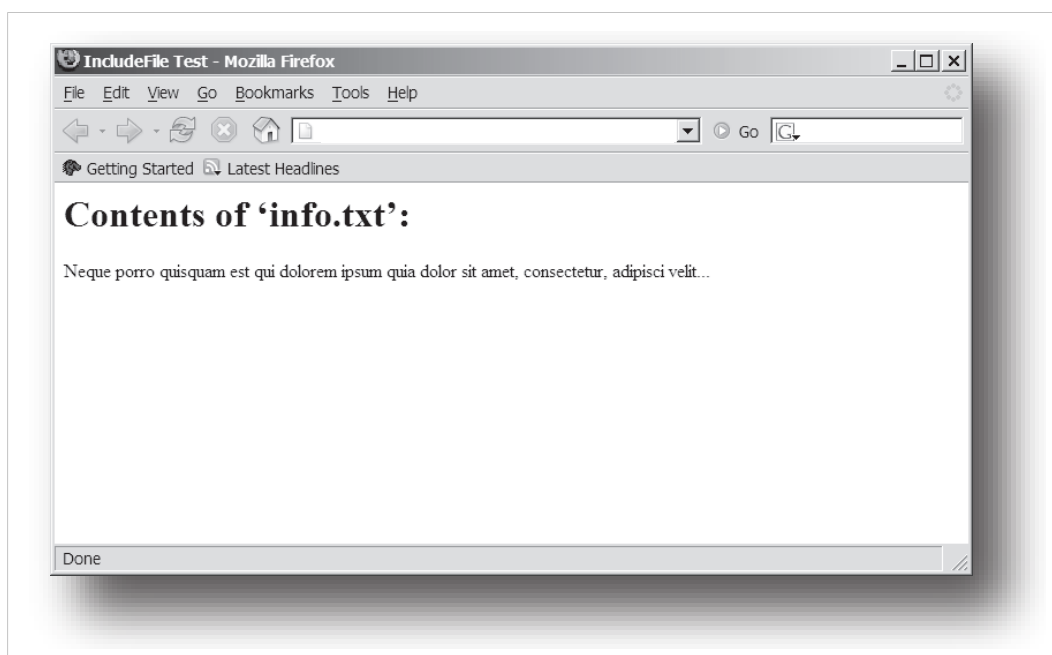 IncludeFile Test - Mozilla Firefox
File Edit View Go Bookmarks Tools Help
Go G
Getting Started Latest Headlines
Contents of ‘info.txt’:
Neque porro quisquam est qui dolorem ipsum quia dolor sit amet, consectetur, adipisci velit...
Done